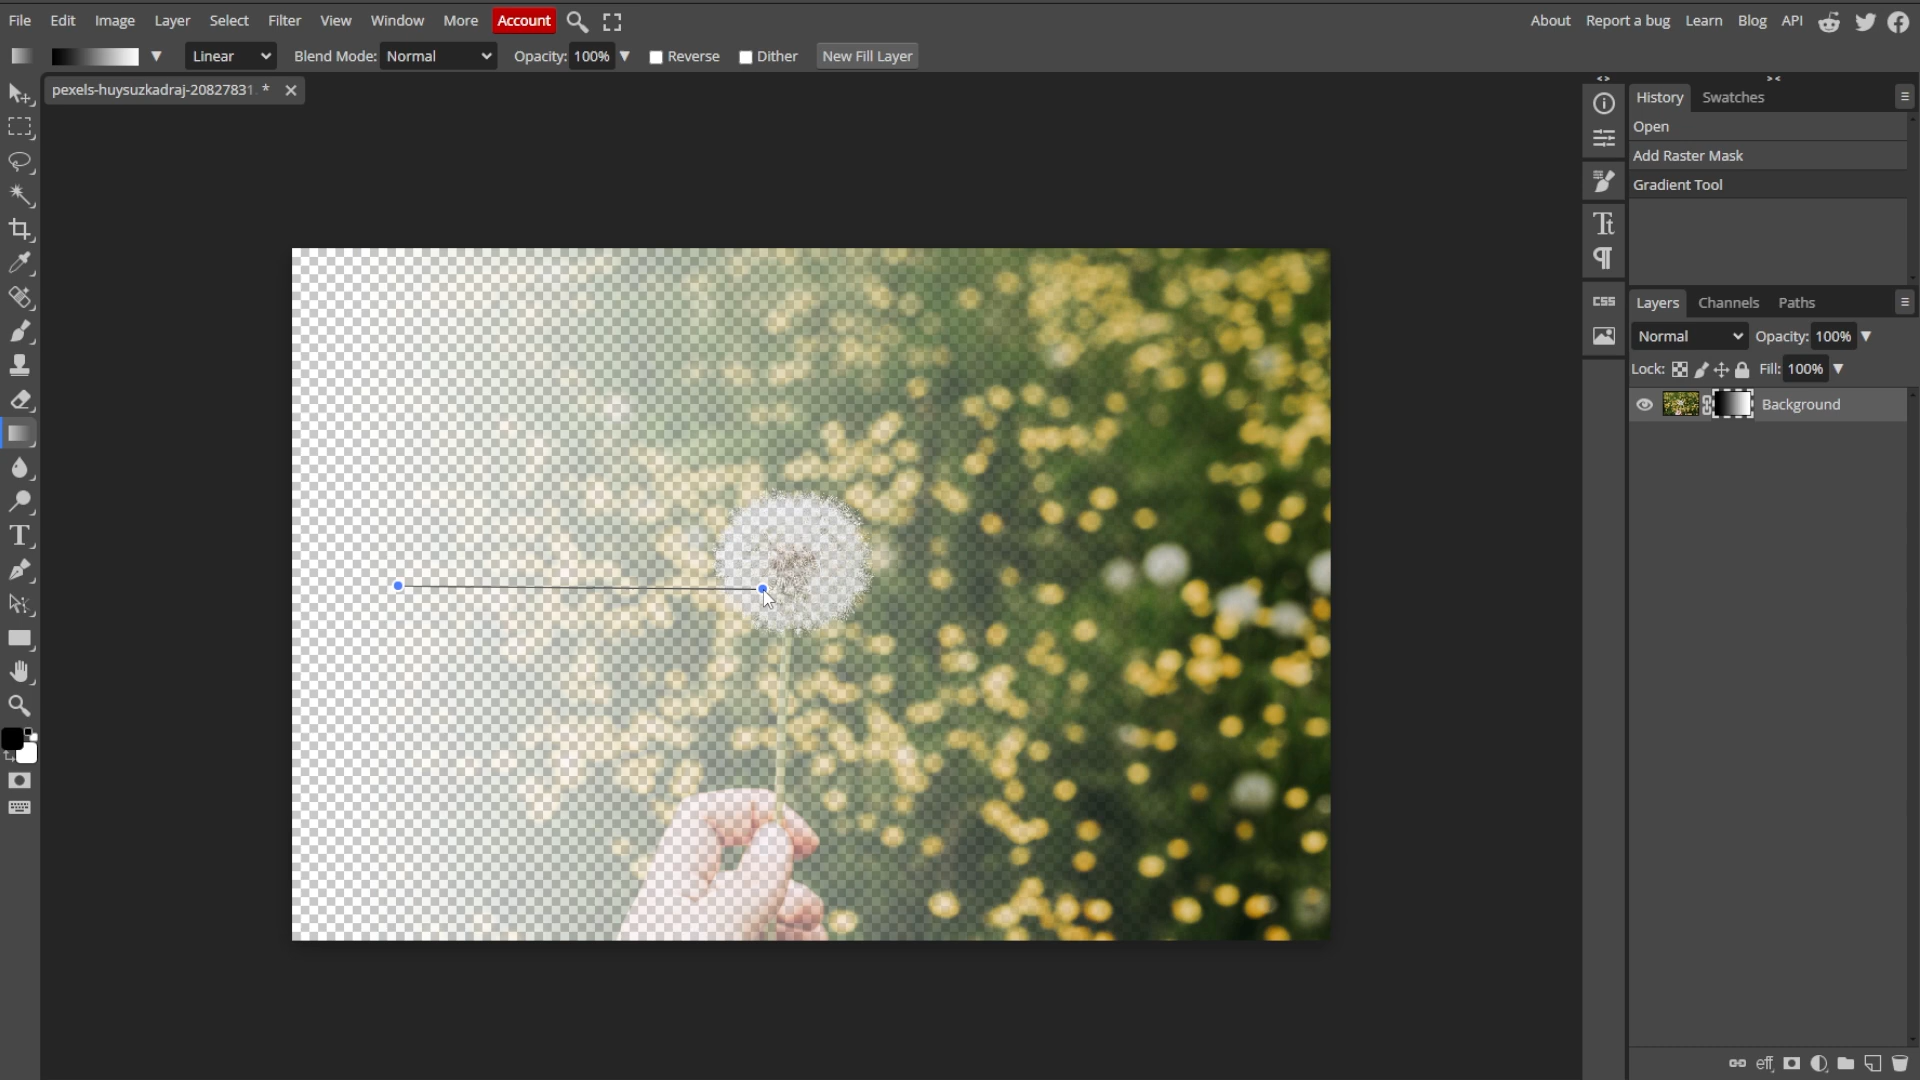 File Edit Image Layer Select Filter View Window More Account About Report a bug Learn Blog API
Linear Blend Mode: Normal Opacity: 100% Reverse Dither New Fill Layer
pexels-huysuzkadraj-20827831. *
History Swatches
Open
Add Raster Mask
Gradient Tool
Layers Channels Paths
Normal Opacity: 100%
Lock: Fill: 100%
Background
CSS
eff